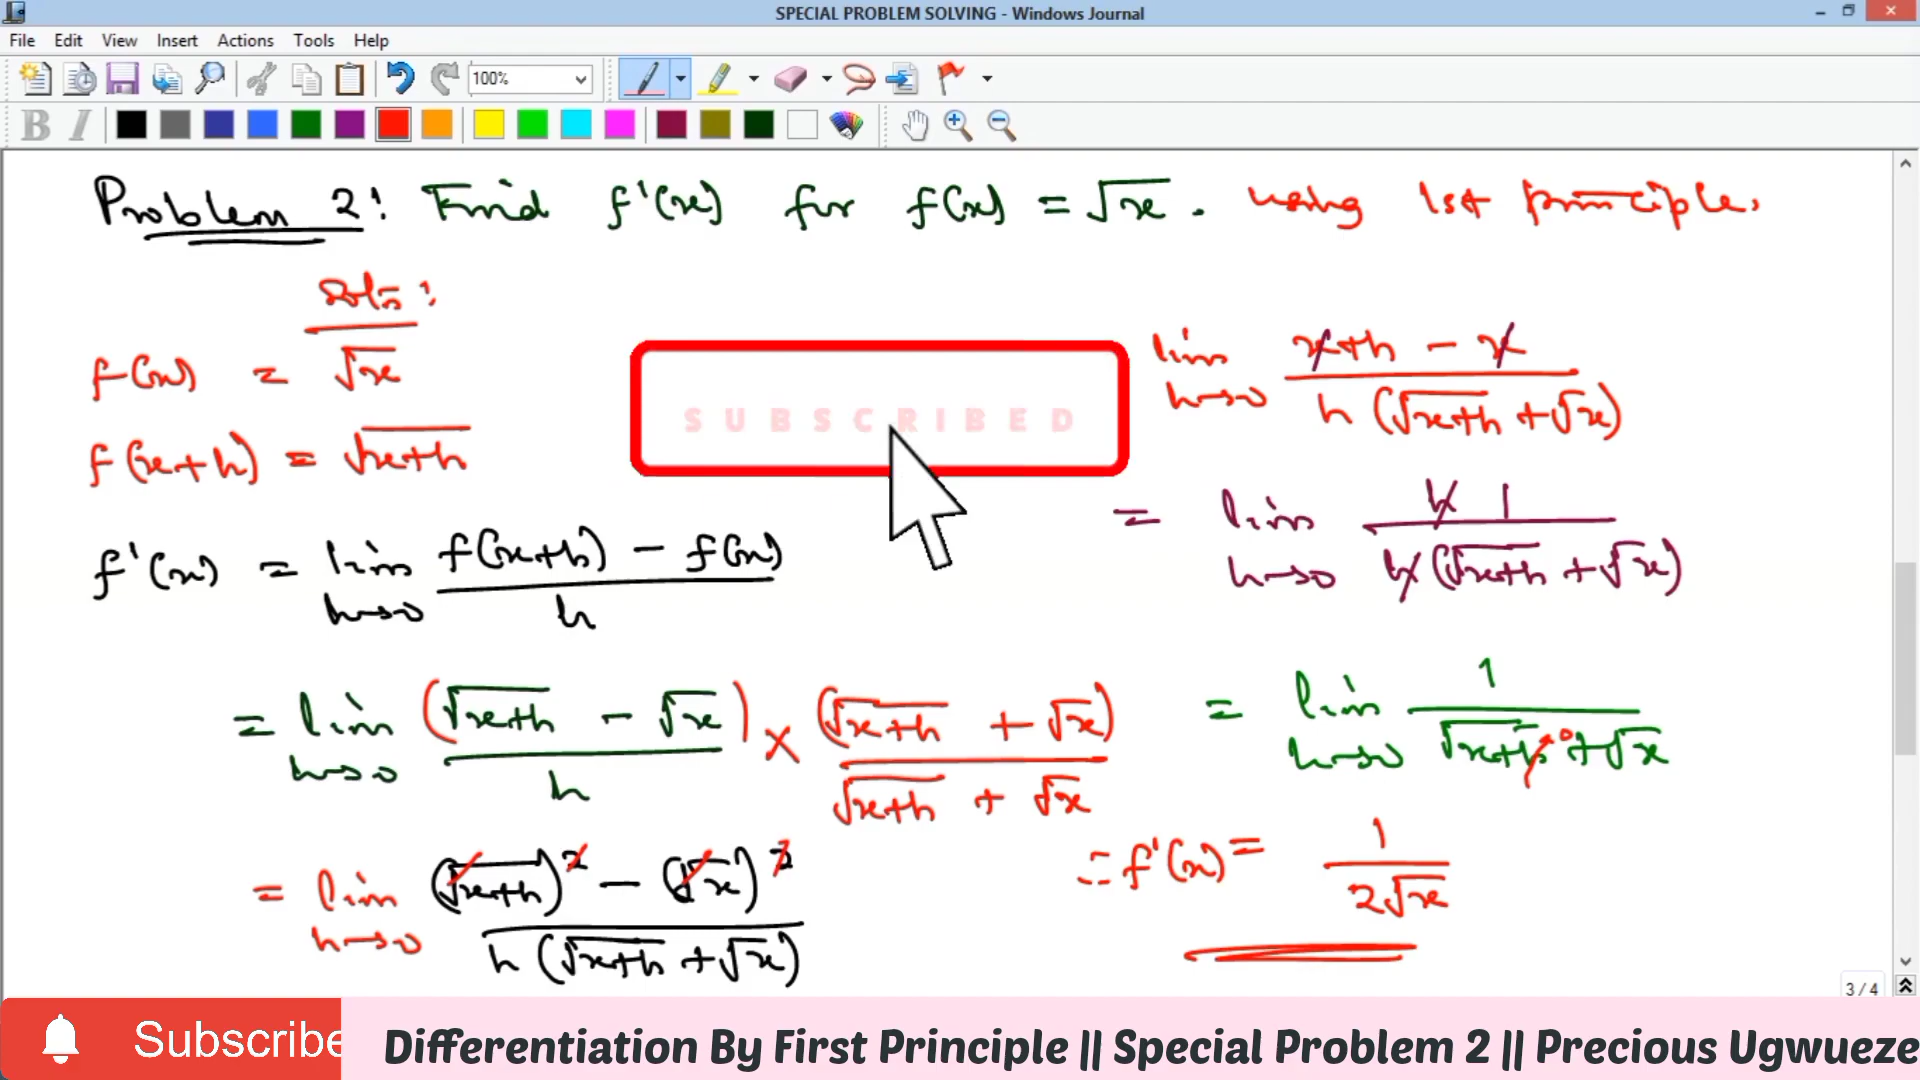 SPECIAL PROBLEM SOLVING - Windows Journal
File Edit View Insert Actions Tools Help
100%
B I
Problem 2: Find f'(x) for f(x) = √x . using 1st principle.
Soln:
f(x) = √x
f(x+h) = √x+h
f'(x) = lim h→0 f(x+h) - f(x) / h
= lim h→0 (√x+h - √x) / h × (√x+h + √x) / √x+h + √x
= lim h→0 (√x+h)² - (√x)² / h (√x+h + √x)
SUBSCRIBED
lim h→0 x+h - x / h (√x+h + √x)
= lim h→0 h 1 / h (√x+h + √x)
= lim h→0 1 / √x+h→0 + √x
∴ f'(x) = 1 / 2√x
3 / 4
Subscribe
Differentiation By First Principle || Special Problem 2 || Precious Ugwueze